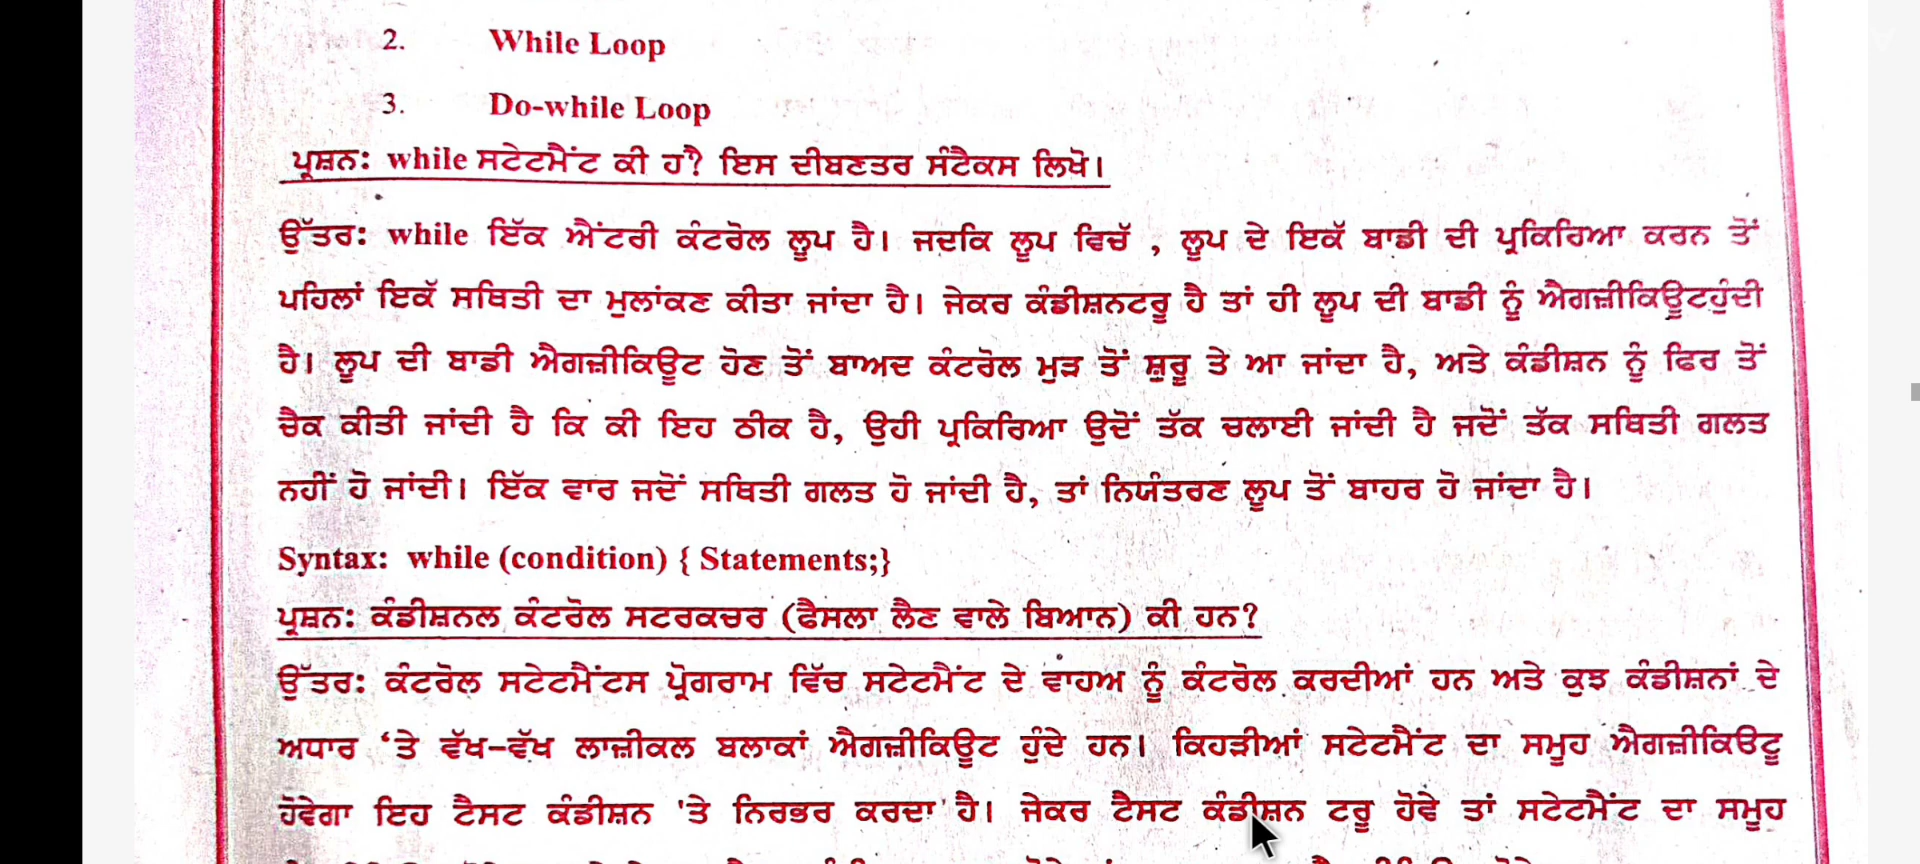 2. While Loop
3. Do-while Loop
ਪ੍ਰਸ਼ਨ: while ਸਟੇਟਮੈਂਟ ਕੀ ਹੈ? ਇਸ ਦੀਬਣਤਰ ਸੰਟੈਕਸ ਲਿਖੋ।
ਉੱਤਰ: while ਇੱਕ ਐਂਟਰੀ ਕੰਟਰੋਲ ਲੂਪ ਹੈ। ਜਦਕਿ ਲੂਪ ਵਿਚੱ , ਲੂਪ ਦੇ ਇਕੱ ਬਾਡੀ ਦੀ ਪ੍ਰਕਿਰਿਆ ਕਰਨ ਤੋਂ
ਪਹਿਲਾਂ ਇਕੱ ਸਥਿਤੀ ਦਾ ਮੁਲਾਂਕਣ ਕੀਤਾ ਜਾਂਦਾ ਹੈ। ਜੇਕਰ ਕੰਡੀਸ਼ਨਟਰੂ ਹੈ ਤਾਂ ਹੀ ਲੂਪ ਦੀ ਬਾਡੀ ਨੂੰ ਐਗਜ਼ੀਕਿਊਟਹੁੰਦੀ
ਹੈ। ਲੂਪ ਦੀ ਬਾਡੀ ਐਗਜ਼ੀਕਿਊਟ ਹੋਣ ਤੋਂ ਬਾਅਦ ਕੰਟਰੋਲ ਮੁੜ ਤੋਂ ਸ਼ੁਰੂ ਤੇ ਆ ਜਾਂਦਾ ਹੈ, ਅਤੇ ਕੰਡੀਸ਼ਨ ਨੂੰ ਫਿਰ ਤੋਂ
ਚੈਕ ਕੀਤੀ ਜਾਂਦੀ ਹੈ ਕਿ ਕੀ ਇਹ ਠੀਕ ਹੈ, ਉਹੀ ਪ੍ਰਕਿਰਿਆ ਉਦੋਂ ਤੱਕ ਚਲਾਈ ਜਾਂਦੀ ਹੈ ਜਦੋਂ ਤੱਕ ਸਥਿਤੀ ਗਲਤ
ਨਹੀਂ ਹੋ ਜਾਂਦੀ। ਇੱਕ ਵਾਰ ਜਦੋਂ ਸਥਿਤੀ ਗਲਤ ਹੋ ਜਾਂਦੀ ਹੈ, ਤਾਂ ਨਿਯੰਤਰਣ ਲੂਪ ਤੋਂ ਬਾਹਰ ਹੋ ਜਾਂਦਾ ਹੈ।
Syntax: while (condition) { Statements;}
ਪ੍ਰਸ਼ਨ: ਕੰਡੀਸ਼ਨਲ ਕੰਟਰੋਲ ਸਟਰਕਚਰ (ਫੈਸਲਾ ਲੈਣ ਵਾਲੇ ਬਿਆਨ) ਕੀ ਹਨ?
ਉੱਤਰ: ਕੰਟਰੋਲ ਸਟੇਟਮੈਂਟਸ ਪ੍ਰੋਗਰਾਮ ਵਿੱਚ ਸਟੇਟਮੈਂਟ ਦੇ ਵਾਹਅ ਨੂੰ ਕੰਟਰੋਲ ਕਰਦੀਆਂ ਹਨ ਅਤੇ ਕੁਝ ਕੰਡੀਸ਼ਨਾਂ ਦੇ
ਅਧਾਰ ‘ਤੇ ਵੱਖ-ਵੱਖ ਲਾਜ਼ੀਕਲ ਬਲਾਕਾਂ ਐਗਜ਼ੀਕਿਊਟ ਹੁੰਦੇ ਹਨ। ਕਿਹੜੀਆਂ ਸਟੇਟਮੈਂਟ ਦਾ ਸਮੂਹ ਐਗਜ਼ੀਕਿੳਟੂ
ਹੋਵੇਗਾ ਇਹ ਟੈਸਟ ਕੰਡੀਸ਼ਨ 'ਤੇ ਨਿਰਭਰ ਕਰਦਾ ਹੈ। ਜੇਕਰ ਟੈਸਟ ਕੰਡੀਸ਼ਨ ਟਰੂ ਹੋਵੇ ਤਾਂ ਸਟੇਟਮੈਂਟ ਦਾ ਸਮੂਹ